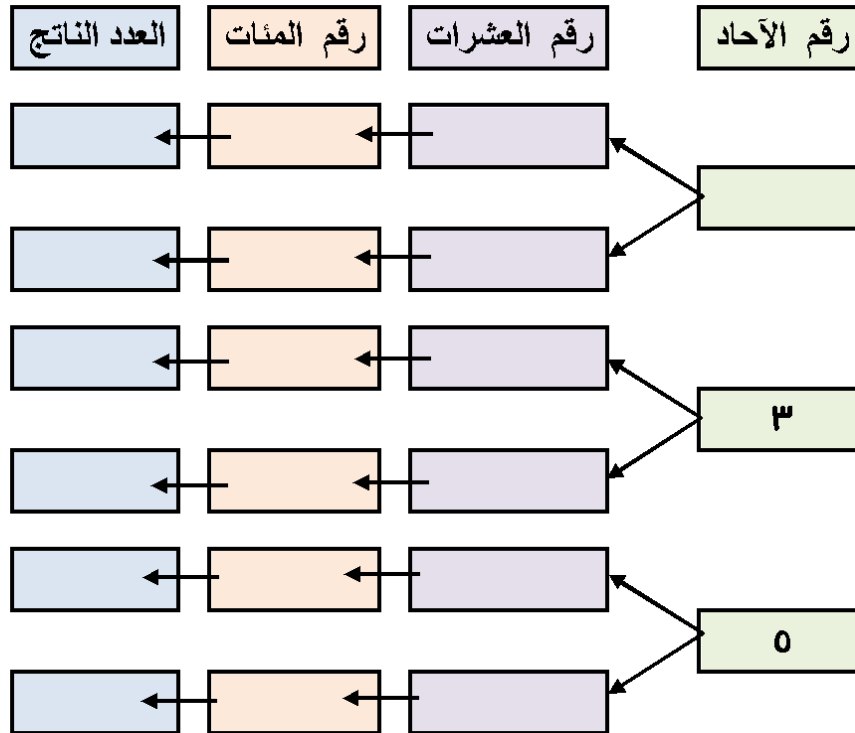 رقم الآحاد رقم العشرات رقم المئات العدد الناتج
٣
٥